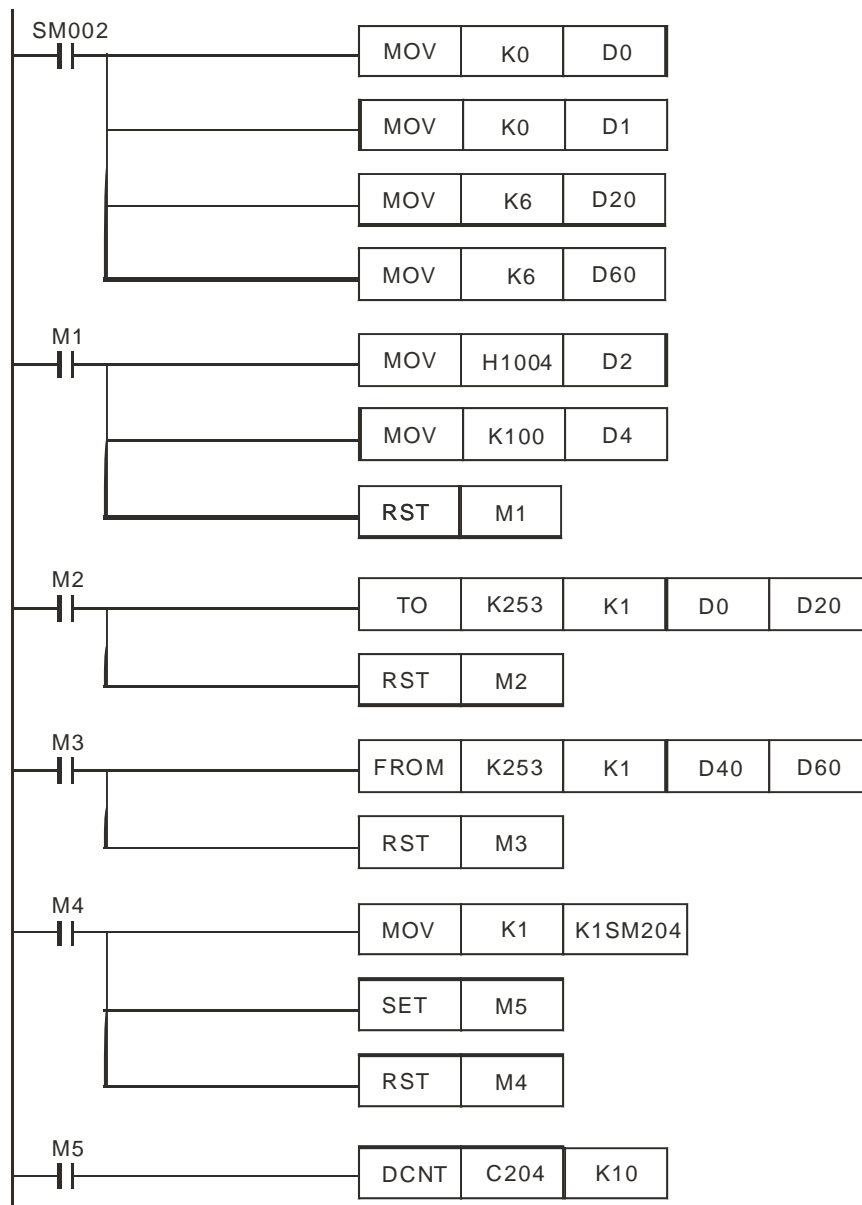 SM002
MOV K0 D0
MOV K0 D1
MOV K6 D20
MOV K6 D60
M1
MOV H1004 D2
MOV K100 D4
RST M1
M2
TO K253 K1 D0 D20
RST M2
M3
FROM K253 K1 D40 D60
RST M3
M4
MOV K1 K1SM204
SET M5
RST M4
M5
DCNT C204 K10